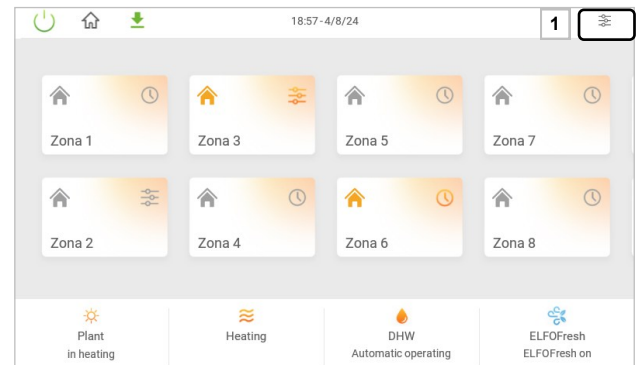 18:57-4/8/24
1
Zona 1
Zona 3
Zona 5
Zona 7
Zona 2
Zona 4
Zona 6
Zona 8
Plant
in heating
Heating
DHW
Automatic operating
ELFOFresh
ELFOFresh on